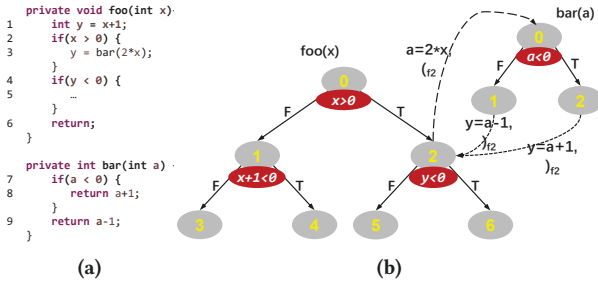 private void foo(int x)
1 int y = x+1;
2 if(x > 0) {
3 y = bar(2*x);
}
4 if(y < 0) {
5 …
}
6 return;
}
private int bar(int a)
7 if(a < 0) {
8 return a+1;
}
9 return a-1;
}
(a)
foo(x)
0
x>0
F
T
1
x+1<0
2
y<0
F
T
F
T
3
4
5
6
a=2*x,
(f2
bar(a)
0
a<0
F
T
1
2
y=a-1,
)f2
y=a+1,
)f2
(b)